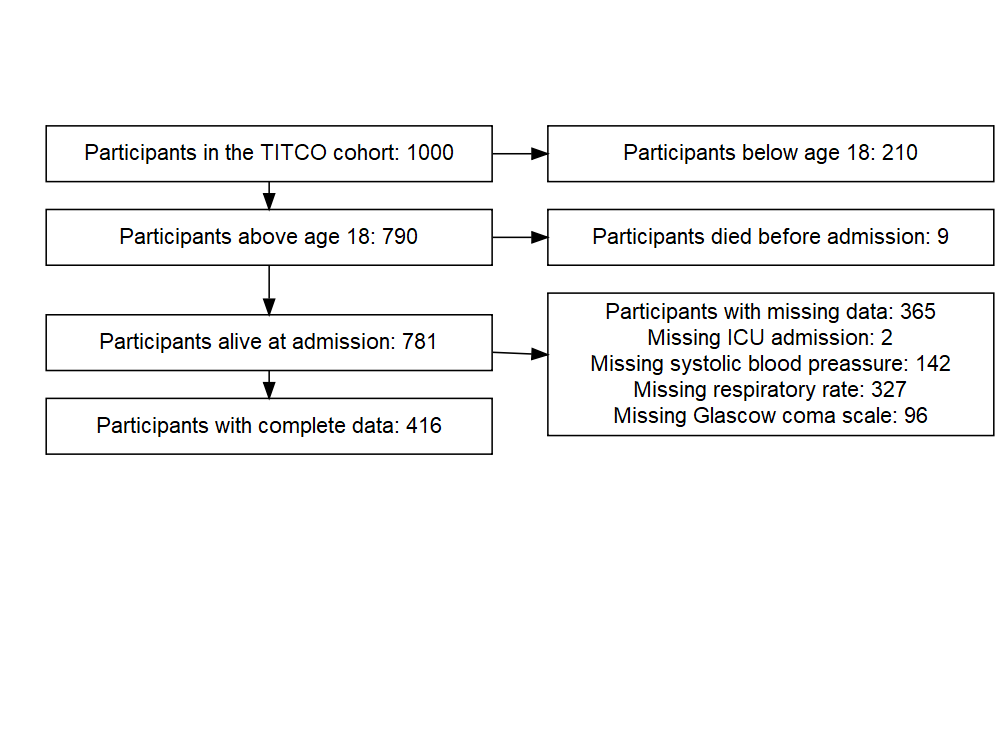 Participants in the TITCO cohort: 1000
Participants below age 18: 210
Participants above age 18: 790
Participants died before admission: 9
Participants alive at admission: 781
Participants with missing data: 365
Missing ICU admission: 2
Missing systolic blood preassure: 142
Missing respiratory rate: 327
Missing Glascow coma scale: 96
Participants with complete data: 416